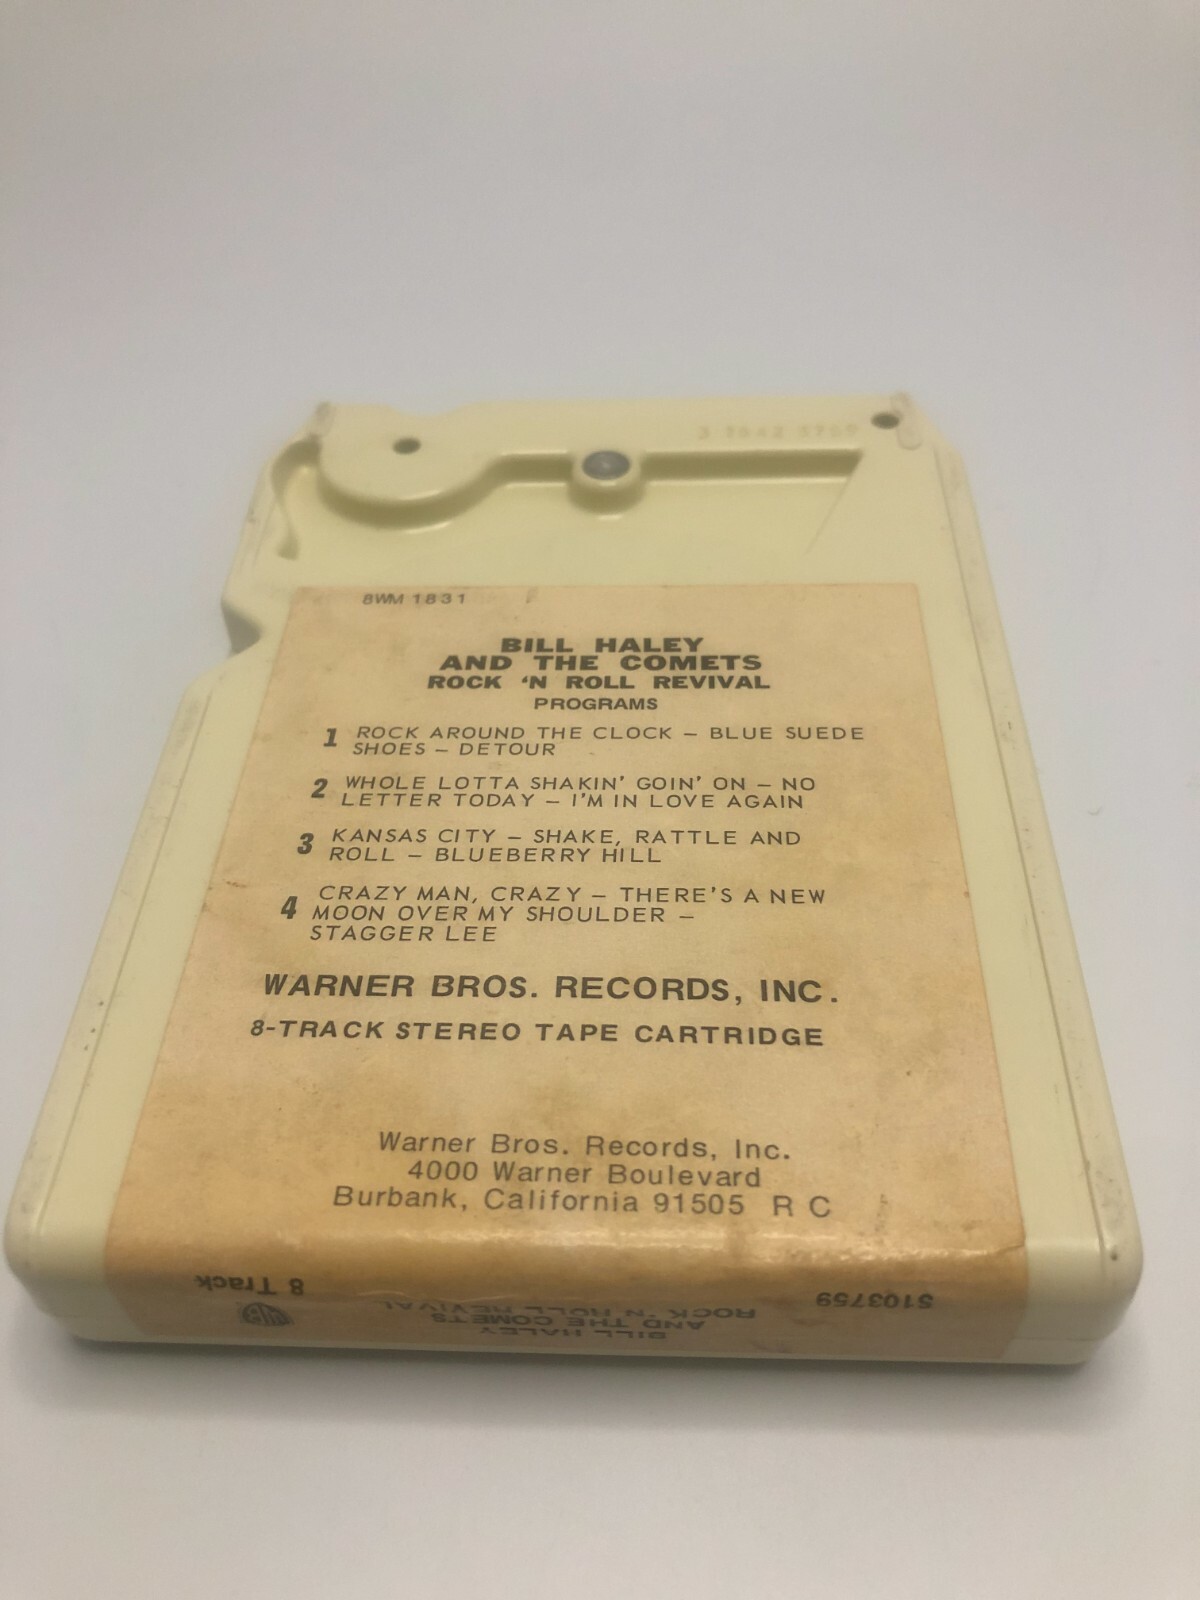 8WM 1831
BILL HALEY
AND THE COMETS
ROCK 'N ROLL REVIVAL
PROGRAMS
1 ROCK AROUND THE CLOCK – BLUE SUEDE
SHOES – DETOUR
2 WHOLE LOTTA SHAKIN' GOIN' ON – NO
LETTER TODAY – I'M IN LOVE AGAIN
3 KANSAS CITY – SHAKE, RATTLE AND
ROLL – BLUEBERRY HILL
4 CRAZY MAN, CRAZY – THERE'S A NEW
MOON OVER MY SHOULDER –
STAGGER LEE
WARNER BROS. RECORDS, INC.
8-TRACK STEREO TAPE CARTRIDGE
Warner Bros. Records, Inc.
4000 Warner Boulevard
Burbank, California 91505 R C
BILL HALEY
AND THE COMETS
ROCK 'N ROLL REVIVAL
S103759
8 Track